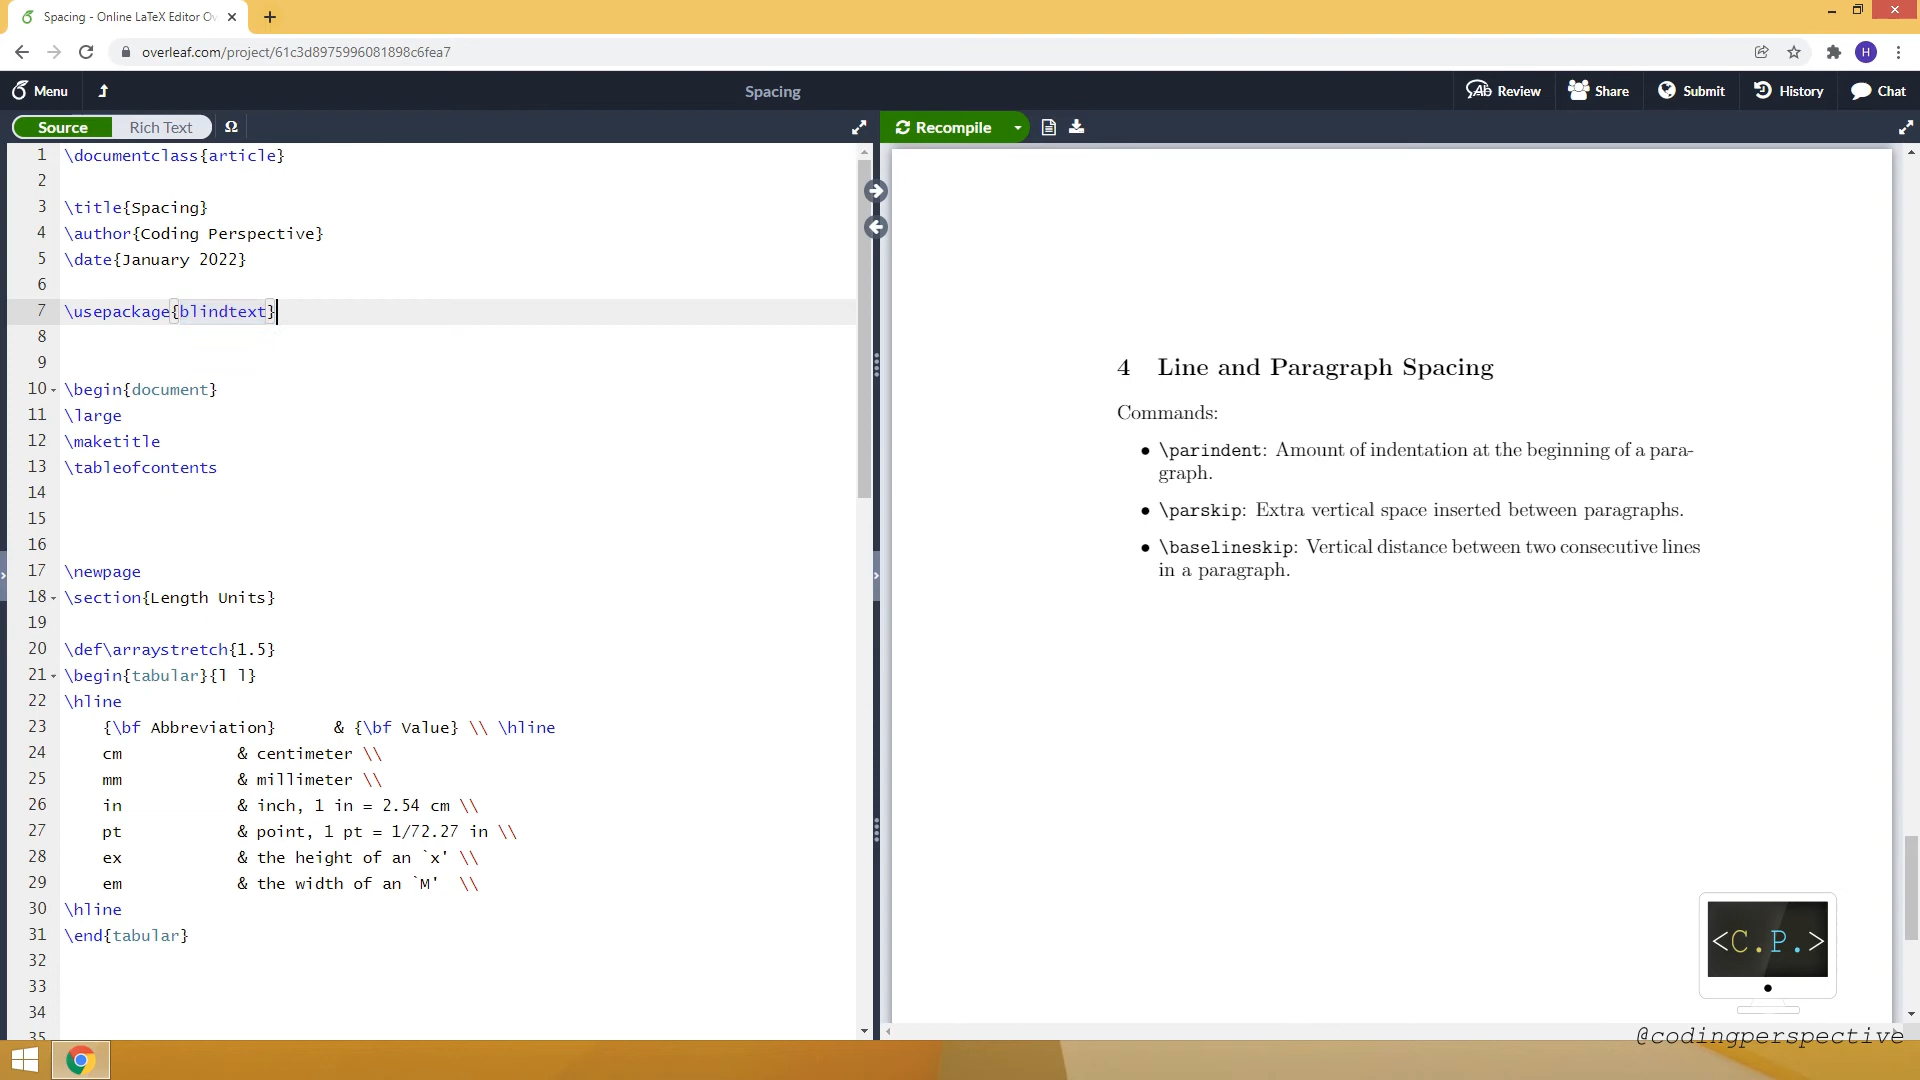 Spacing - Online LaTeX Editor Ov
overleaf.com/project/61c3d8975996081898c6fea7
H
Menu
Spacing
Review
Share
Submit
History
Chat
Source
Rich Text
Ω
Recompile
1 \documentclass{article}
2
3 \title{Spacing}
4 \author{Coding Perspective}
5 \date{January 2022}
6
7 \usepackage{blindtext}
8
9
10 \begin{document}
11 \large
12 \maketitle
13 \tableofcontents
14
15
16
17 \newpage
18 \section{Length Units}
19
20 \def\arraystretch{1.5}
21 \begin{tabular}{l l}
22 \hline
23 {\bf Abbreviation} & {\bf Value} \\ \hline
24 cm & centimeter \\
25 mm & millimeter \\
26 in & inch, 1 in = 2.54 cm \\
27 pt & point, 1 pt = 1/72.27 in \\
28 ex & the height of an `x' \\
29 em & the width of an `M' \\
30 \hline
31 \end{tabular}
32
33
34
35
4 Line and Paragraph Spacing
Commands:
• \parindent: Amount of indentation at the beginning of a para-
graph.
• \parskip: Extra vertical space inserted between paragraphs.
• \baselineskip: Vertical distance between two consecutive lines
in a paragraph.
<C.P.>
@codingperspective